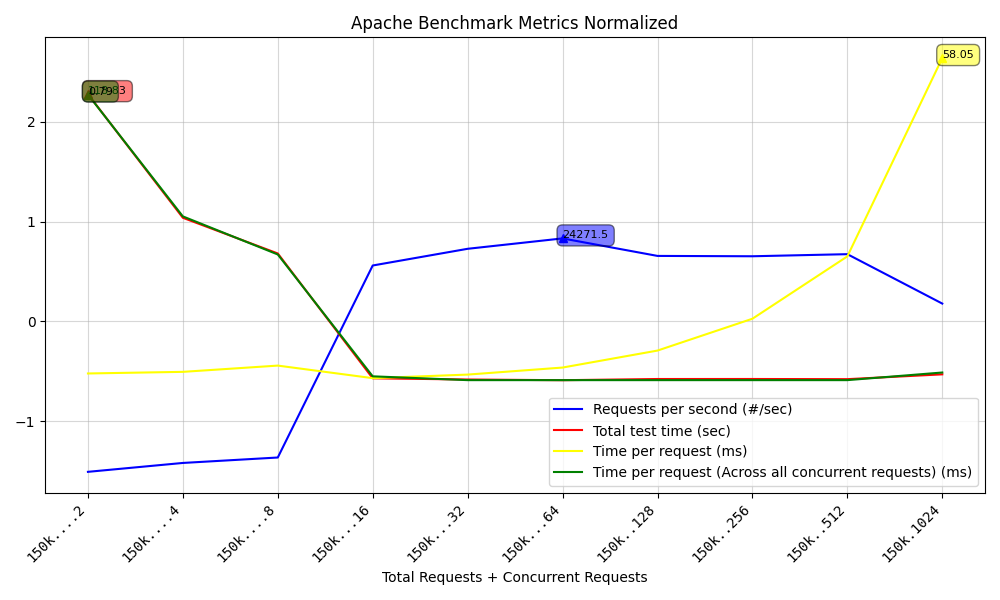 Apache Benchmark Metrics Normalized
58.05
0.79
24271.5
2
1
0
−1
Requests per second (#/sec)
Total test time (sec)
Time per request (ms)
Time per request (Across all concurrent requests) (ms)
150k....2
150k....4
150k....8
150k...16
150k...32
150k...64
150k..128
150k..256
150k..512
150k.1024
Total Requests + Concurrent Requests